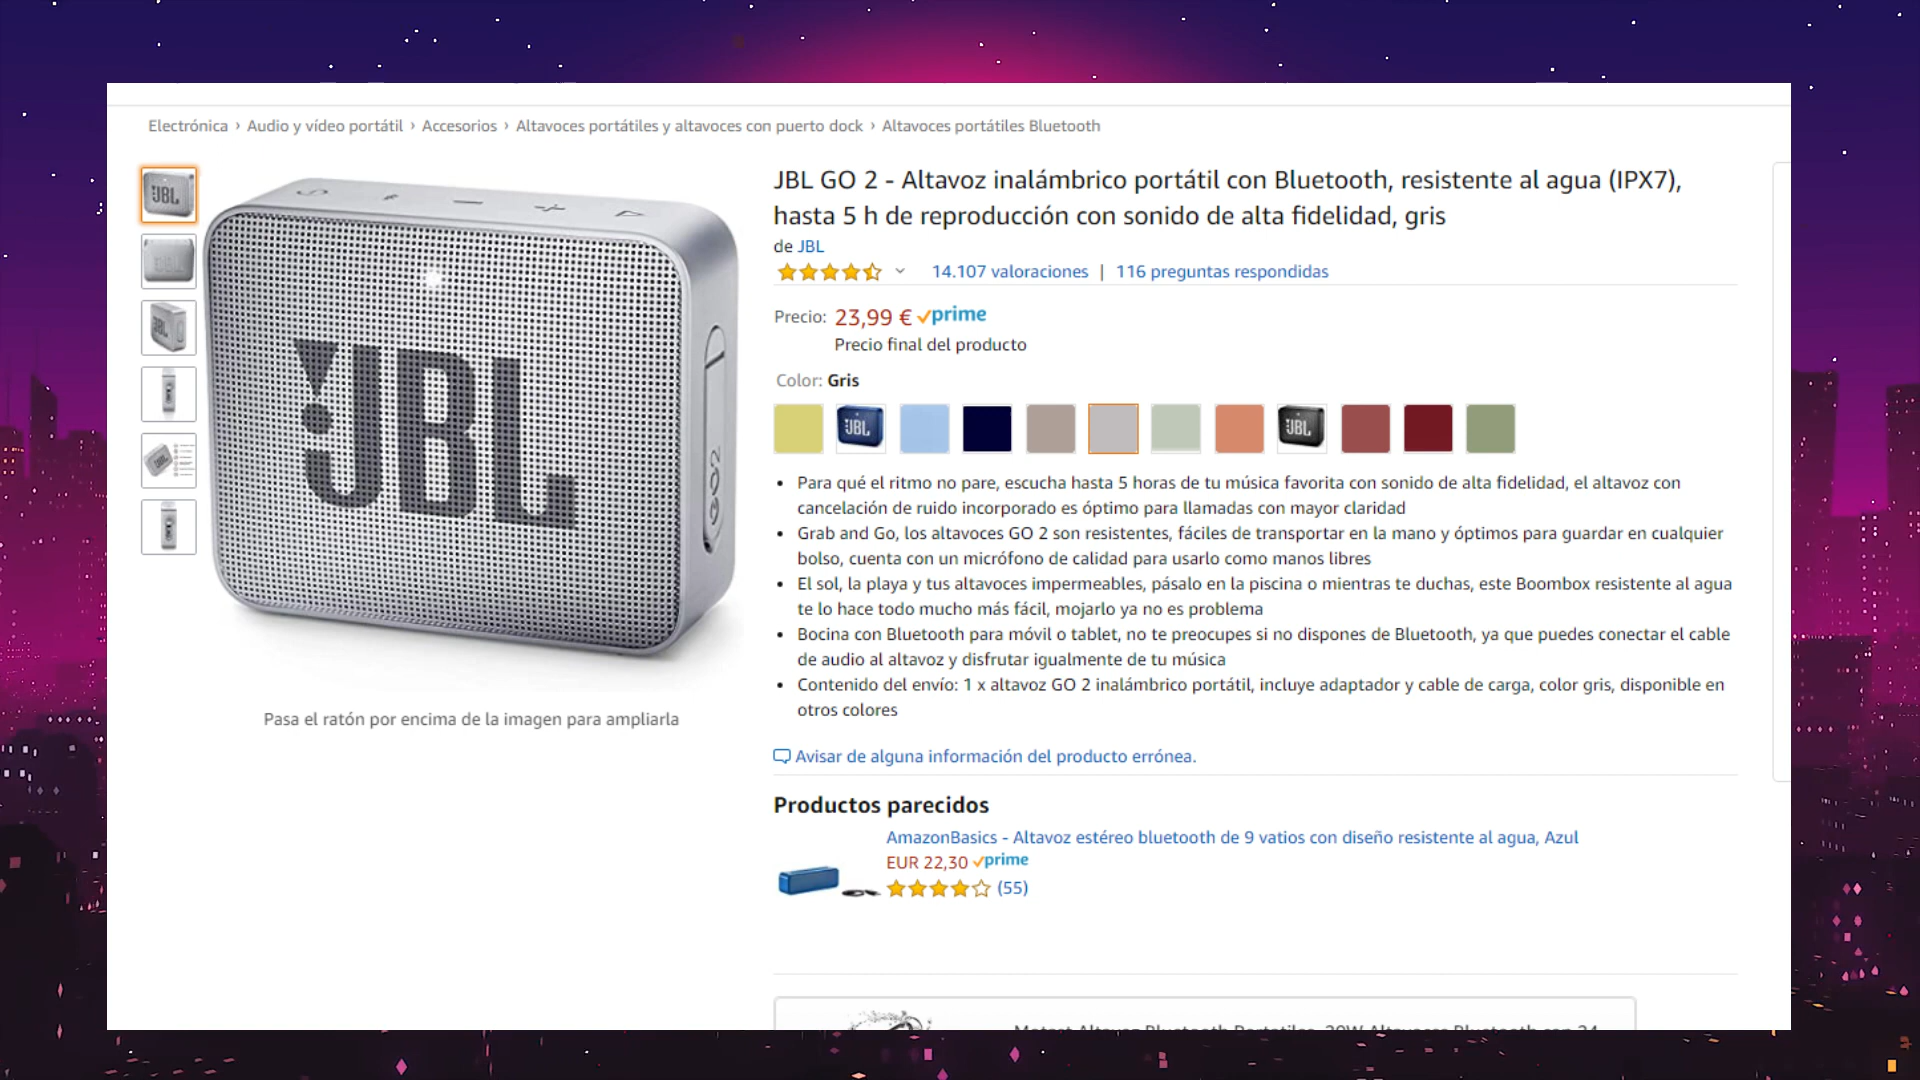 Electrónica › Audio y vídeo portátil › Accesorios › Altavoces portátiles y altavoces con puerto dock › Altavoces portátiles Bluetooth
JBL
GO2
Pasa el ratón por encima de la imagen para ampliarla
JBL GO 2 - Altavoz inalámbrico portátil con Bluetooth, resistente al agua (IPX7),
hasta 5 h de reproducción con sonido de alta fidelidad, gris
de JBL
14.107 valoraciones | 116 preguntas respondidas
Precio: 23,99 € prime
Precio final del producto
Color: Gris
JBL JBL
• Para qué el ritmo no pare, escucha hasta 5 horas de tu música favorita con sonido de alta fidelidad, el altavoz con
cancelación de ruido incorporado es óptimo para llamadas con mayor claridad
• Grab and Go, los altavoces GO 2 son resistentes, fáciles de transportar en la mano y óptimos para guardar en cualquier
bolso, cuenta con un micrófono de calidad para usarlo como manos libres
• El sol, la playa y tus altavoces impermeables, pásalo en la piscina o mientras te duchas, este Boombox resistente al agua
te lo hace todo mucho más fácil, mojarlo ya no es problema
• Bocina con Bluetooth para móvil o tablet, no te preocupes si no dispones de Bluetooth, ya que puedes conectar el cable
de audio al altavoz y disfrutar igualmente de tu música
• Contenido del envío: 1 x altavoz GO 2 inalámbrico portátil, incluye adaptador y cable de carga, color gris, disponible en
otros colores
Avisar de alguna información del producto errónea.
Productos parecidos
AmazonBasics - Altavoz estéreo bluetooth de 9 vatios con diseño resistente al agua, Azul
EUR 22,30 prime
(55)